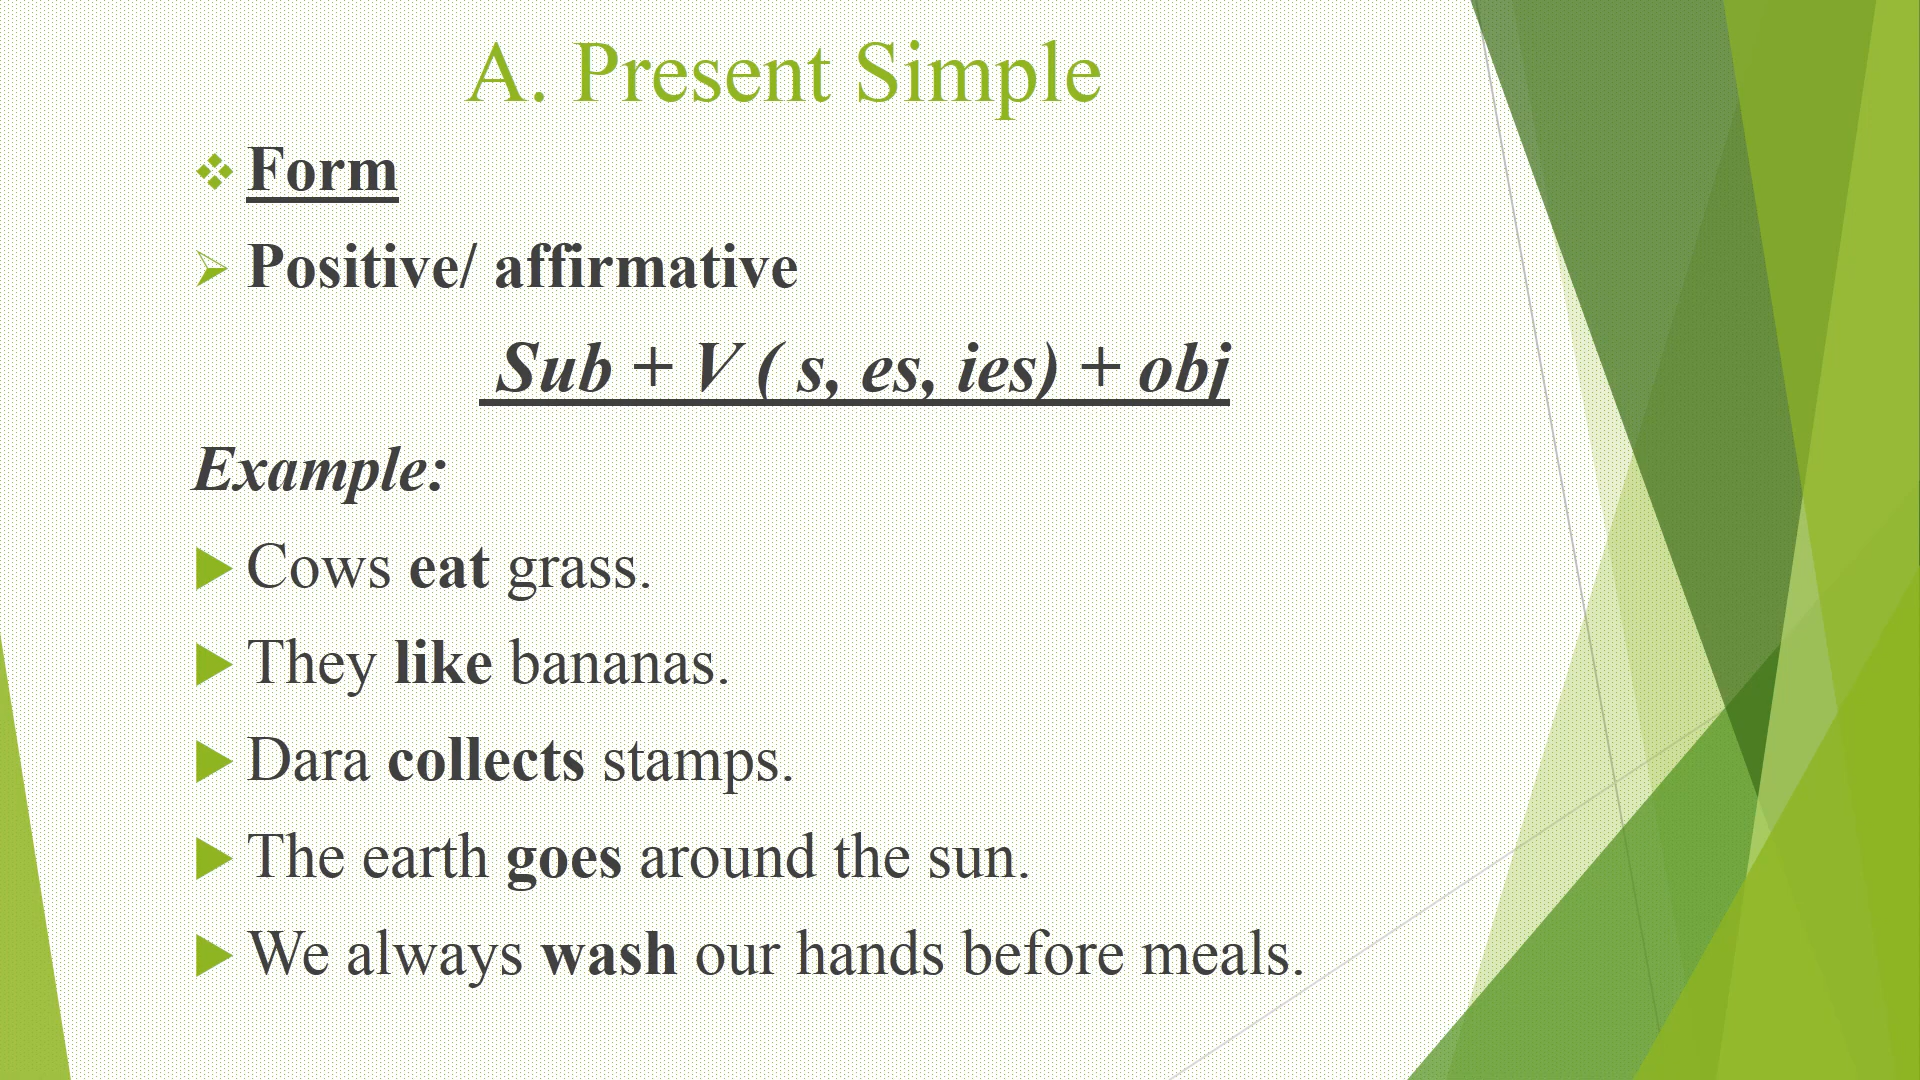 A. Present Simple
Form
Positive/ affirmative
Sub + V ( s, es, ies) + obj
Example:
Cows eat grass.
They like bananas.
Dara collects stamps.
The earth goes around the sun.
We always wash our hands before meals.